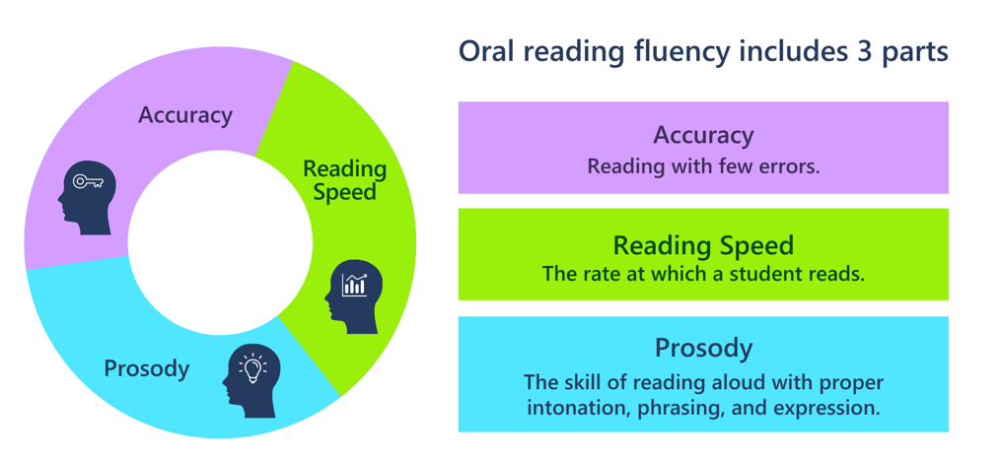 Oral reading fluency includes 3 parts
Accuracy
Reading
Speed
Prosody
Accuracy
Reading with few errors.
Reading Speed
The rate at which a student reads.
Prosody
The skill of reading aloud with proper
intonation, phrasing, and expression.